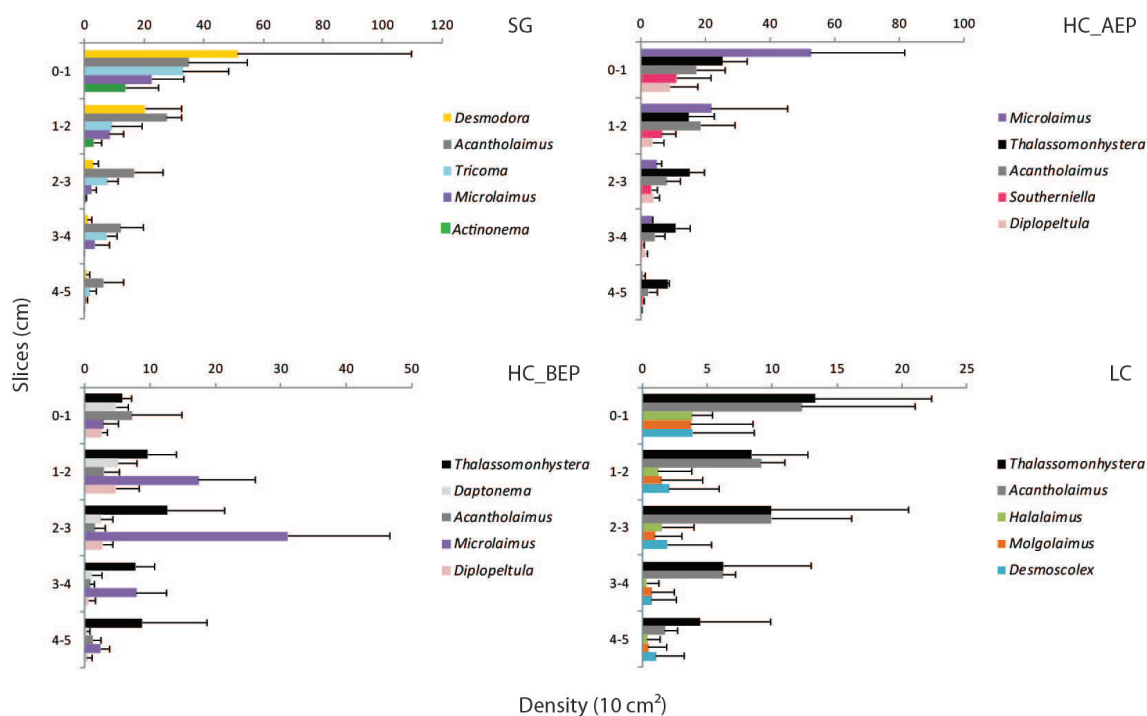 SG
0 20 40 60 80 100 120
0-1
1-2
2-3
3-4
4-5
Desmodora
Acantholaimus
Tricoma
Microlaimus
Actinonema
HC_AEP
0 20 40 60 80 100
0-1
1-2
2-3
3-4
4-5
Microlaimus
Thalassomonhystera
Acantholaimus
Southerniella
Diplopeltula
Slices (cm)
HC_BEP
0 10 20 30 40 50
0-1
1-2
2-3
3-4
4-5
Thalassomonhystera
Daptonema
Acantholaimus
Microlaimus
Diplopeltula
LC
0 5 10 15 20 25
0-1
1-2
2-3
3-4
4-5
Thalassomonhystera
Acantholaimus
Halalaimus
Molgolaimus
Desmoscolex
Density (10 cm²)